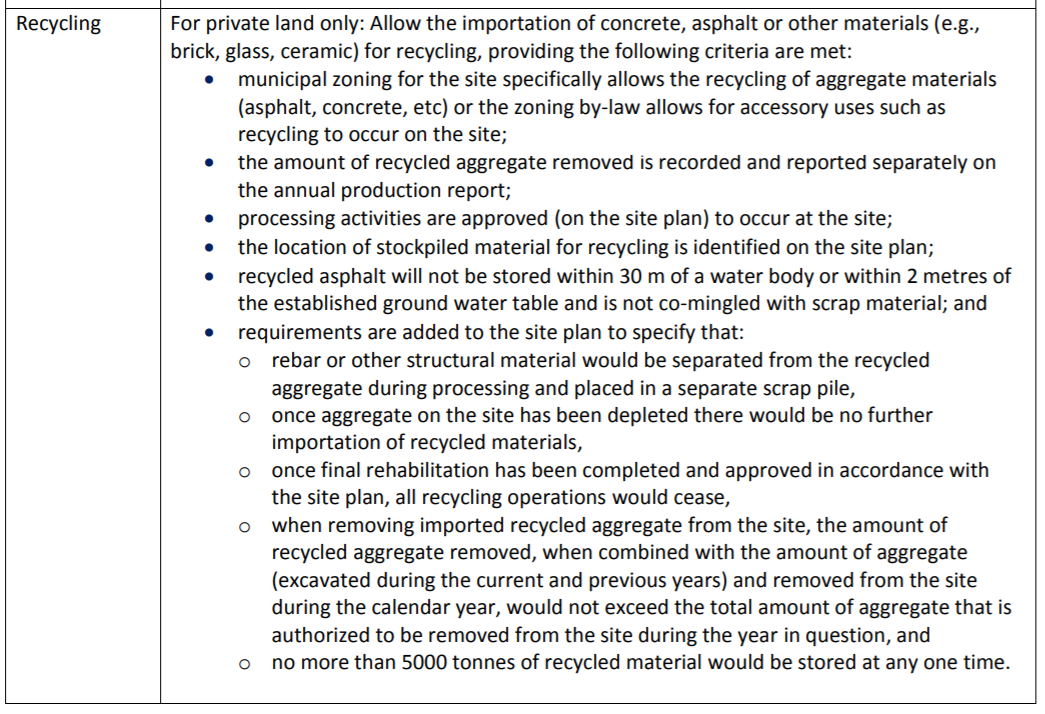 Recycling
For private land only: Allow the importation of concrete, asphalt or other materials (e.g.,
brick, glass, ceramic) for recycling, providing the following criteria are met:
• municipal zoning for the site specifically allows the recycling of aggregate materials
(asphalt, concrete, etc) or the zoning by-law allows for accessory uses such as
recycling to occur on the site;
• the amount of recycled aggregate removed is recorded and reported separately on
the annual production report;
• processing activities are approved (on the site plan) to occur at the site;
• the location of stockpiled material for recycling is identified on the site plan;
• recycled asphalt will not be stored within 30 m of a water body or within 2 metres of
the established ground water table and is not co-mingled with scrap material; and
• requirements are added to the site plan to specify that:
o rebar or other structural material would be separated from the recycled
aggregate during processing and placed in a separate scrap pile,
o once aggregate on the site has been depleted there would be no further
importation of recycled materials,
o once final rehabilitation has been completed and approved in accordance with
the site plan, all recycling operations would cease,
o when removing imported recycled aggregate from the site, the amount of
recycled aggregate removed, when combined with the amount of aggregate
(excavated during the current and previous years) and removed from the site
during the calendar year, would not exceed the total amount of aggregate that is
authorized to be removed from the site during the year in question, and
o no more than 5000 tonnes of recycled material would be stored at any one time.